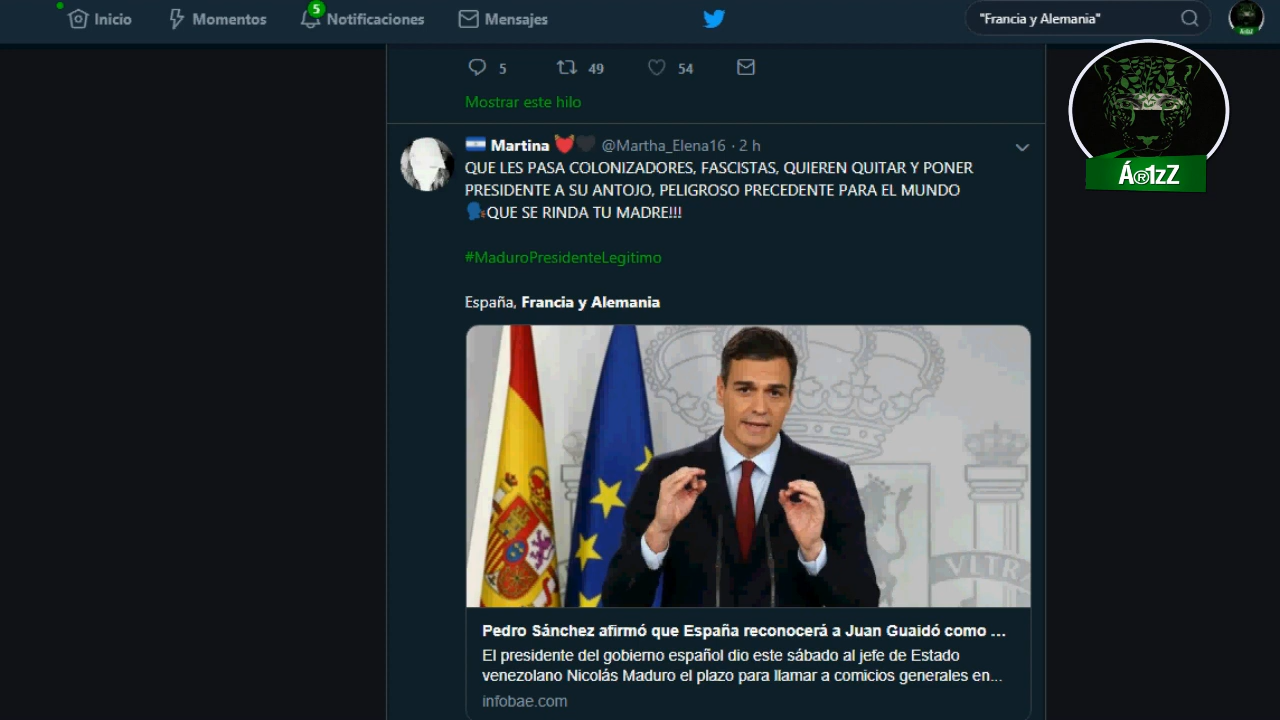 Inicio
Momentos
5
Notificaciones
Mensajes
"Francia y Alemania"
5
49
54
Mostrar este hilo
Martina @Martha_Elena16 · 2 h
QUE LES PASA COLONIZADORES, FASCISTAS, QUIEREN QUITAR Y PONER
PRESIDENTE A SU ANTOJO, PELIGROSO PRECEDENTE PARA EL MUNDO
QUE SE RINDA TU MADRE!!!
#MaduroPresidenteLegitimo
España, Francia y Alemania
VLTRA
Pedro Sánchez afirmó que España reconocerá a Juan Guaidó como ...
El presidente del gobierno español dio este sábado al jefe de Estado
venezolano Nicolás Maduro el plazo para llamar a comicios generales en...
infobae.com
Á®1zZ